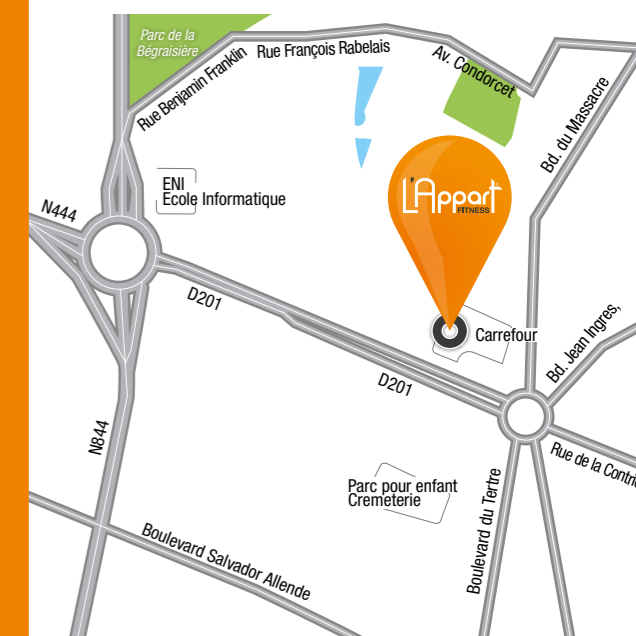 Parc de la
Bégraisière
Rue Benjamin Franklin
Rue François Rabelais
Av. Condorcet
Bd. du Massacre
L'Appart
FITNESS
ENI
Ecole Informatique
N444
D201
Carrefour
Bd. Jean Ingres,
D201
N844
Rue de la Contrie
Parc pour enfant
Cremeterie
Boulevard du Tertre
Boulevard Salvador Allende